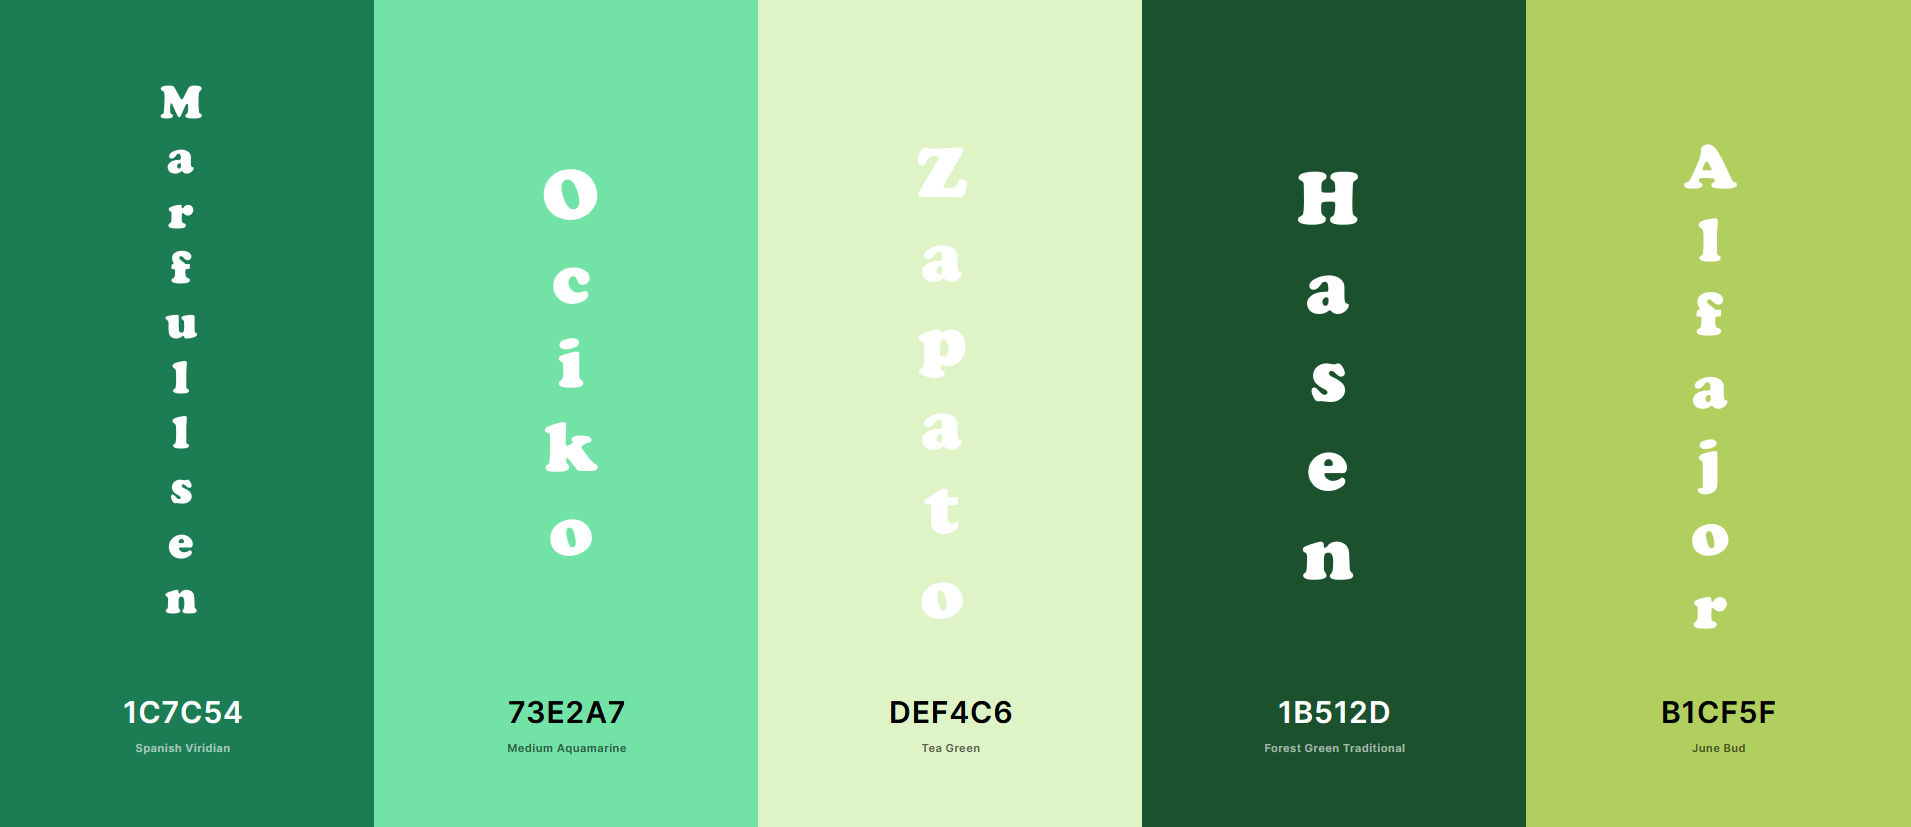 Marfullsen
1C7C54
Spanish Viridian
Ociko
73E2A7
Medium Aquamarine
Zapato
DEF4C6
Tea Green
Hasen
1B512D
Forest Green Traditional
Alfajor
B1CF5F
June Bud